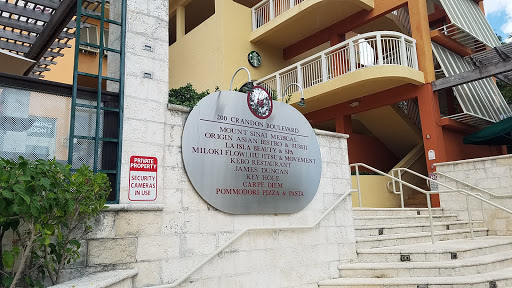 200 CRANDON BOULEVARD
MOUNT SINAI MEDICAL
ORIGIN ASIAN BISTRO & SUSHI
LA ISLA BEAUTY & SPA
MILOKI FLOW/ JIU JITSU & MOVEMENT
KEBO RESTAURANT
JAMES DUNCAN
KEY HOLE
CARPE DIEM
POMMODORI PIZZA & PASTA
PRIVATE
PROPERTY
SECURITY
CAMERAS
IN USE